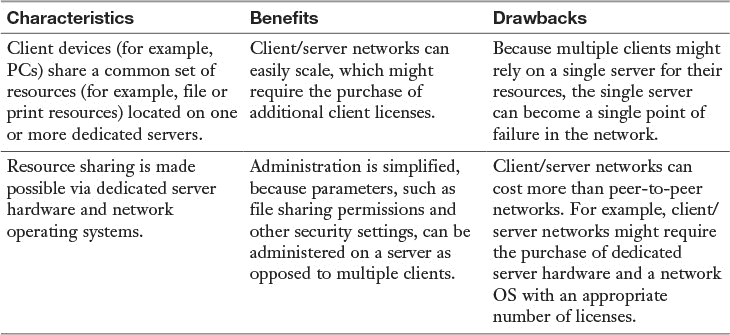 Characteristics Benefits Drawbacks
Client devices (for example,
PCs) share a common set of
resources (for example, file or
print resources) located on one
or more dedicated servers.
Client/server networks can
easily scale, which might
require the purchase of
additional client licenses.
Because multiple clients might
rely on a single server for their
resources, the single server
can become a single point of
failure in the network.
Resource sharing is made
possible via dedicated server
hardware and network
operating systems.
Administration is simplified,
because parameters, such as
file sharing permissions and
other security settings, can be
administered on a server as
opposed to multiple clients.
Client/server networks can
cost more than peer-to-peer
networks. For example, client/
server networks might require
the purchase of dedicated
server hardware and a network
OS with an appropriate
number of licenses.